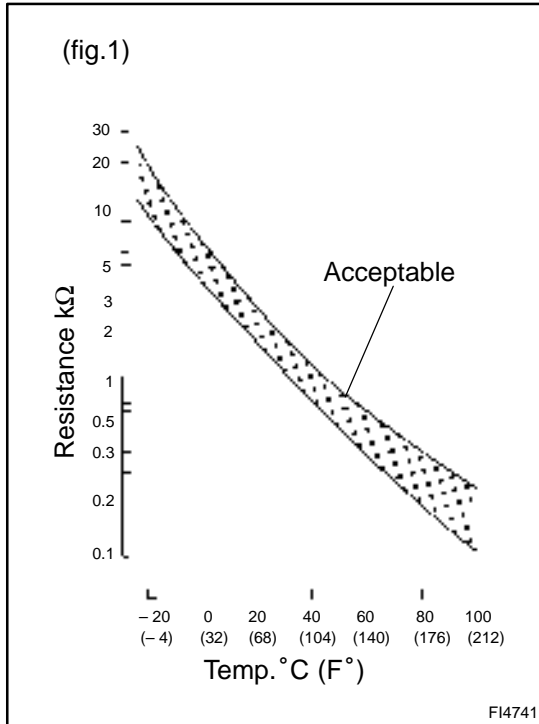 (fig.1)
30
20
10
5
3
2
1
0.5
0.3
0.2
0.1
Resistance kΩ
Acceptable
– 20 0 20 40 60 80 100
(– 4) (32) (68) (104) (140) (176) (212)
Temp.°C (F°)
FI4741